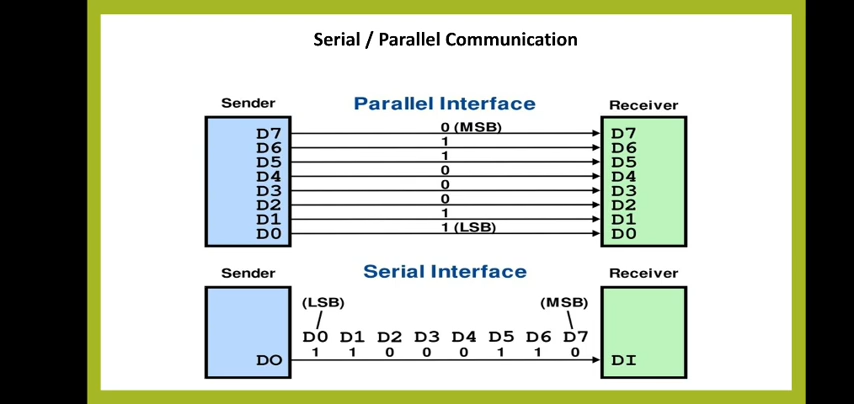 Serial / Parallel Communication
Sender Parallel Interface Receiver
D7 0 (MSB) D7
D6 1 D6
D5 1 D5
D4 0 D4
D3 0 D3
D2 0 D2
D1 1 D1
D0 1 (LSB) D0
Sender Serial Interface Receiver
(LSB) (MSB)
D0 D1 D2 D3 D4 D5 D6 D7
1 1 0 0 0 1 1 0
DO DI